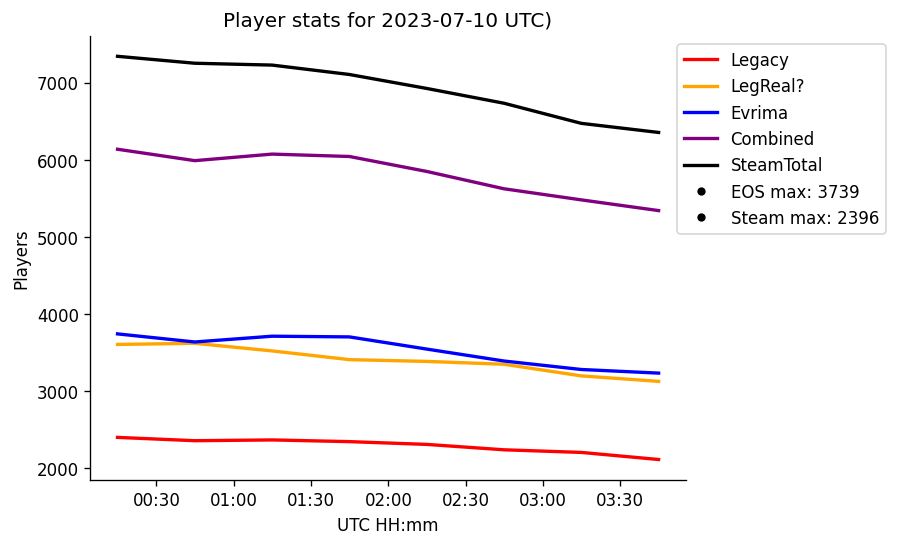 Player stats for 2023-07-10 UTC)
Legacy
LegReal?
Evrima
Combined
SteamTotal
EOS max: 3739
Steam max: 2396
Players
7000
6000
5000
4000
3000
2000
00:30 01:00 01:30 02:00 02:30 03:00 03:30
UTC HH:mm